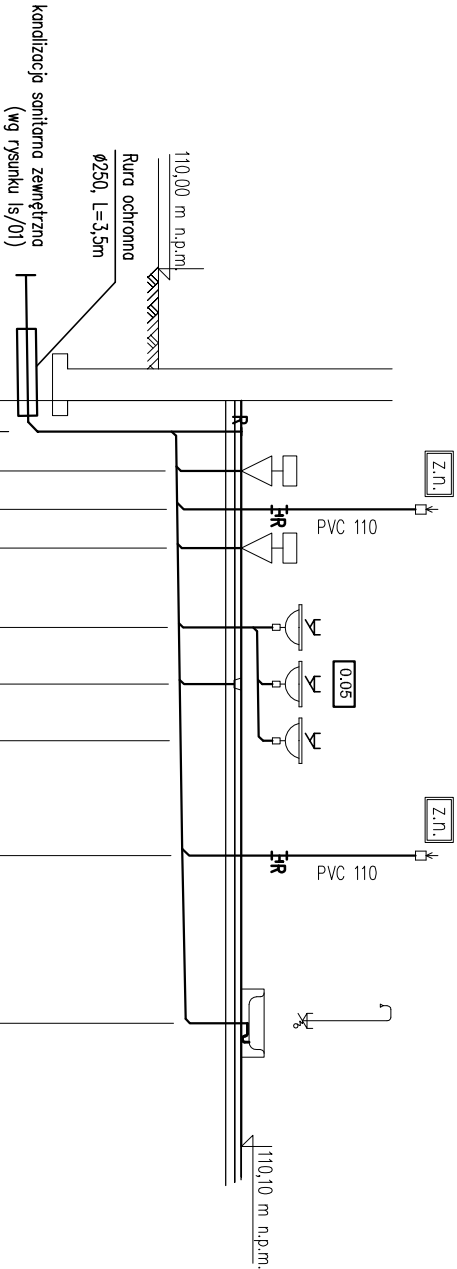 kanalizacja sanitarna zewnętrzna
(wg rysunku Is/01)
Rura ochronna
ø250, L=3,5m
110,00 m n.p.m.
R
z.n.
PVC 110
R
0.05
z.n.
PVC 110
R
110,10 m n.p.m.